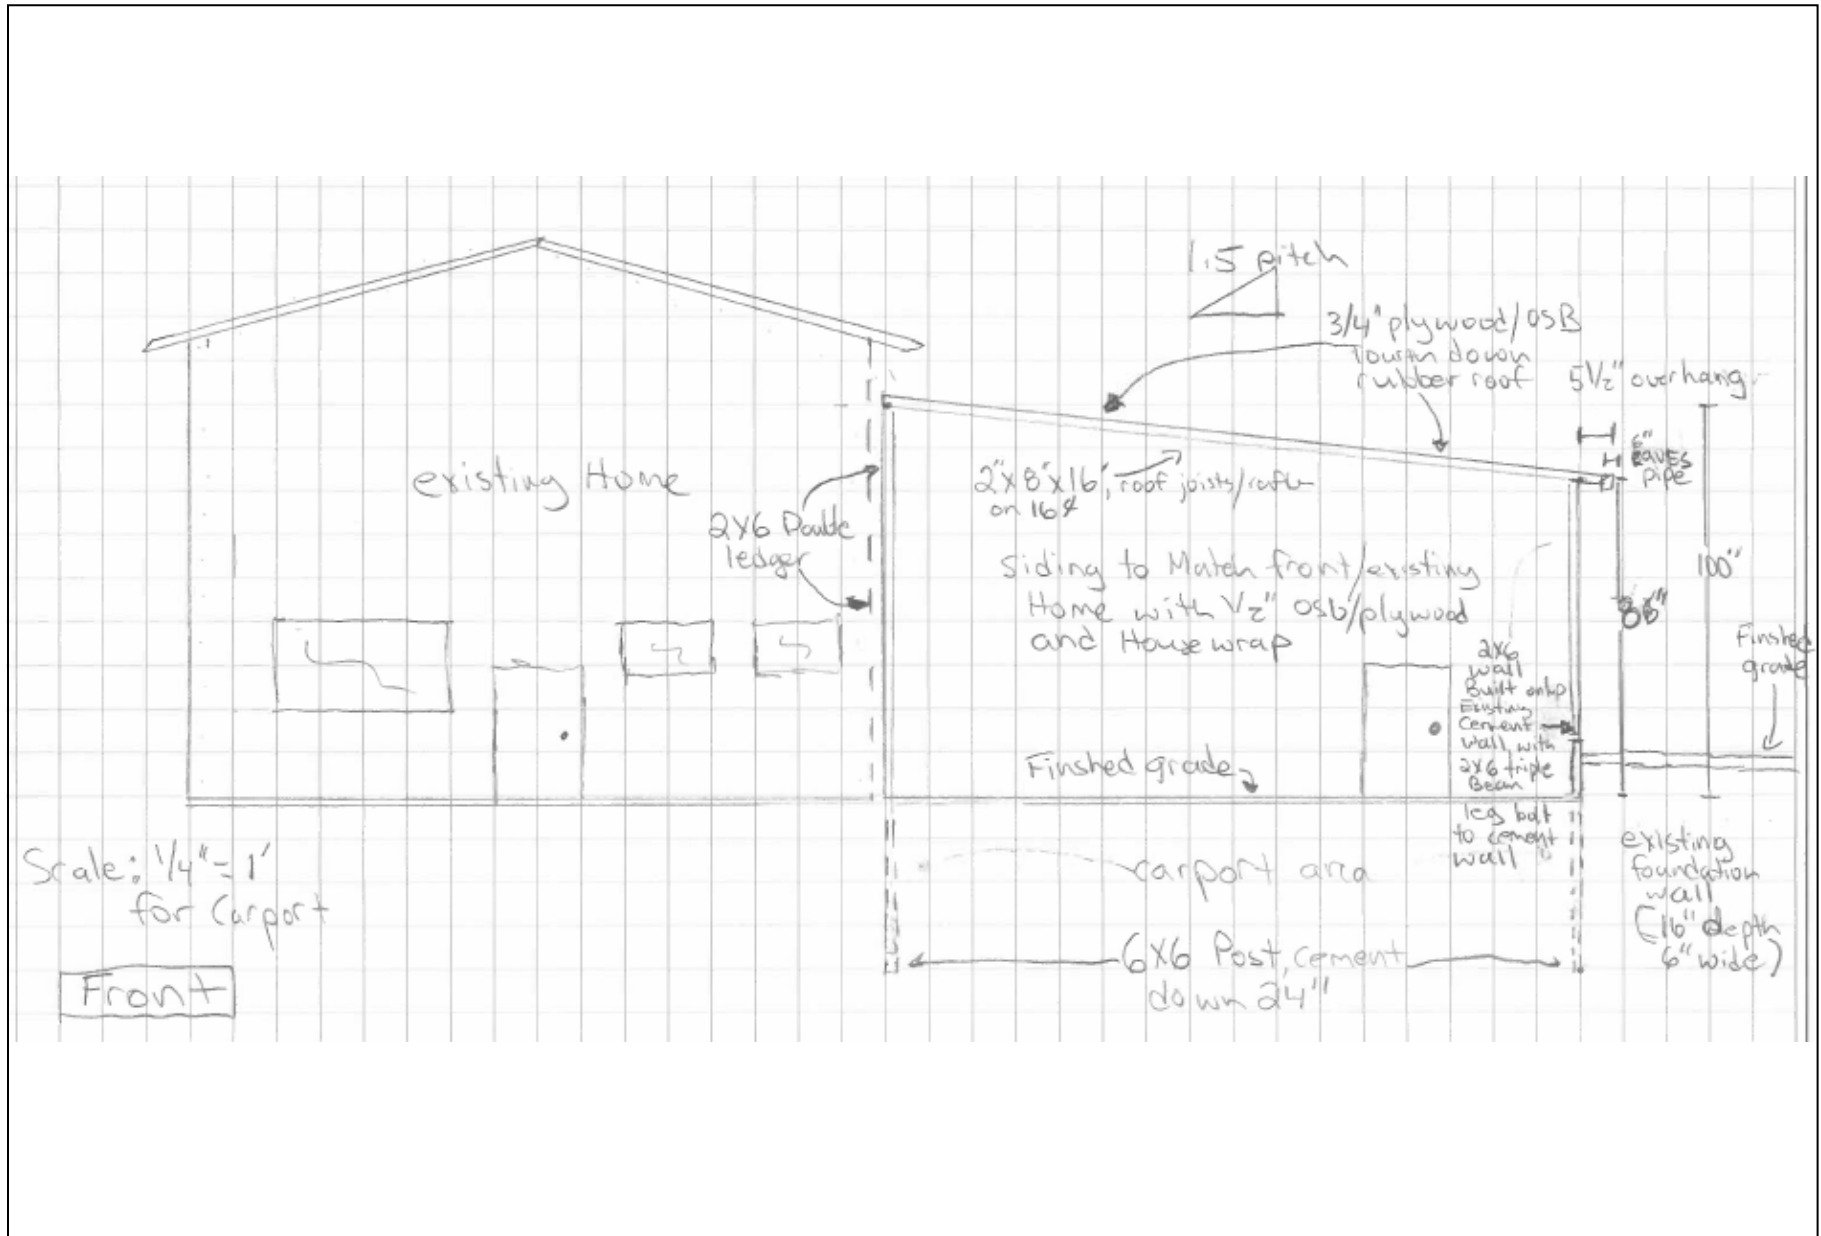 1.5 pitch
3/4" plywood/OSB
down
rubber roof
5 1/2" overhang
6"
eaves
pipe
existing Home
2"x8"x16', roof joists/rafter
on 16
2x6 Double
ledger
100"
Siding to Match front/existing
Home with 1/2" osb/plywood
and House wrap
86"
Finshed
grade
2x6
wall
Built onto
Existing
Cement
wall with
2x6 triple
Beam
leg bolt
to cement
wall
Finshed grade
Scale: 1/4"=1'
for Carport
carport area
existing
foundation
wall
(16" depth
6" wide)
6x6 Post, cement
down 24"
Front